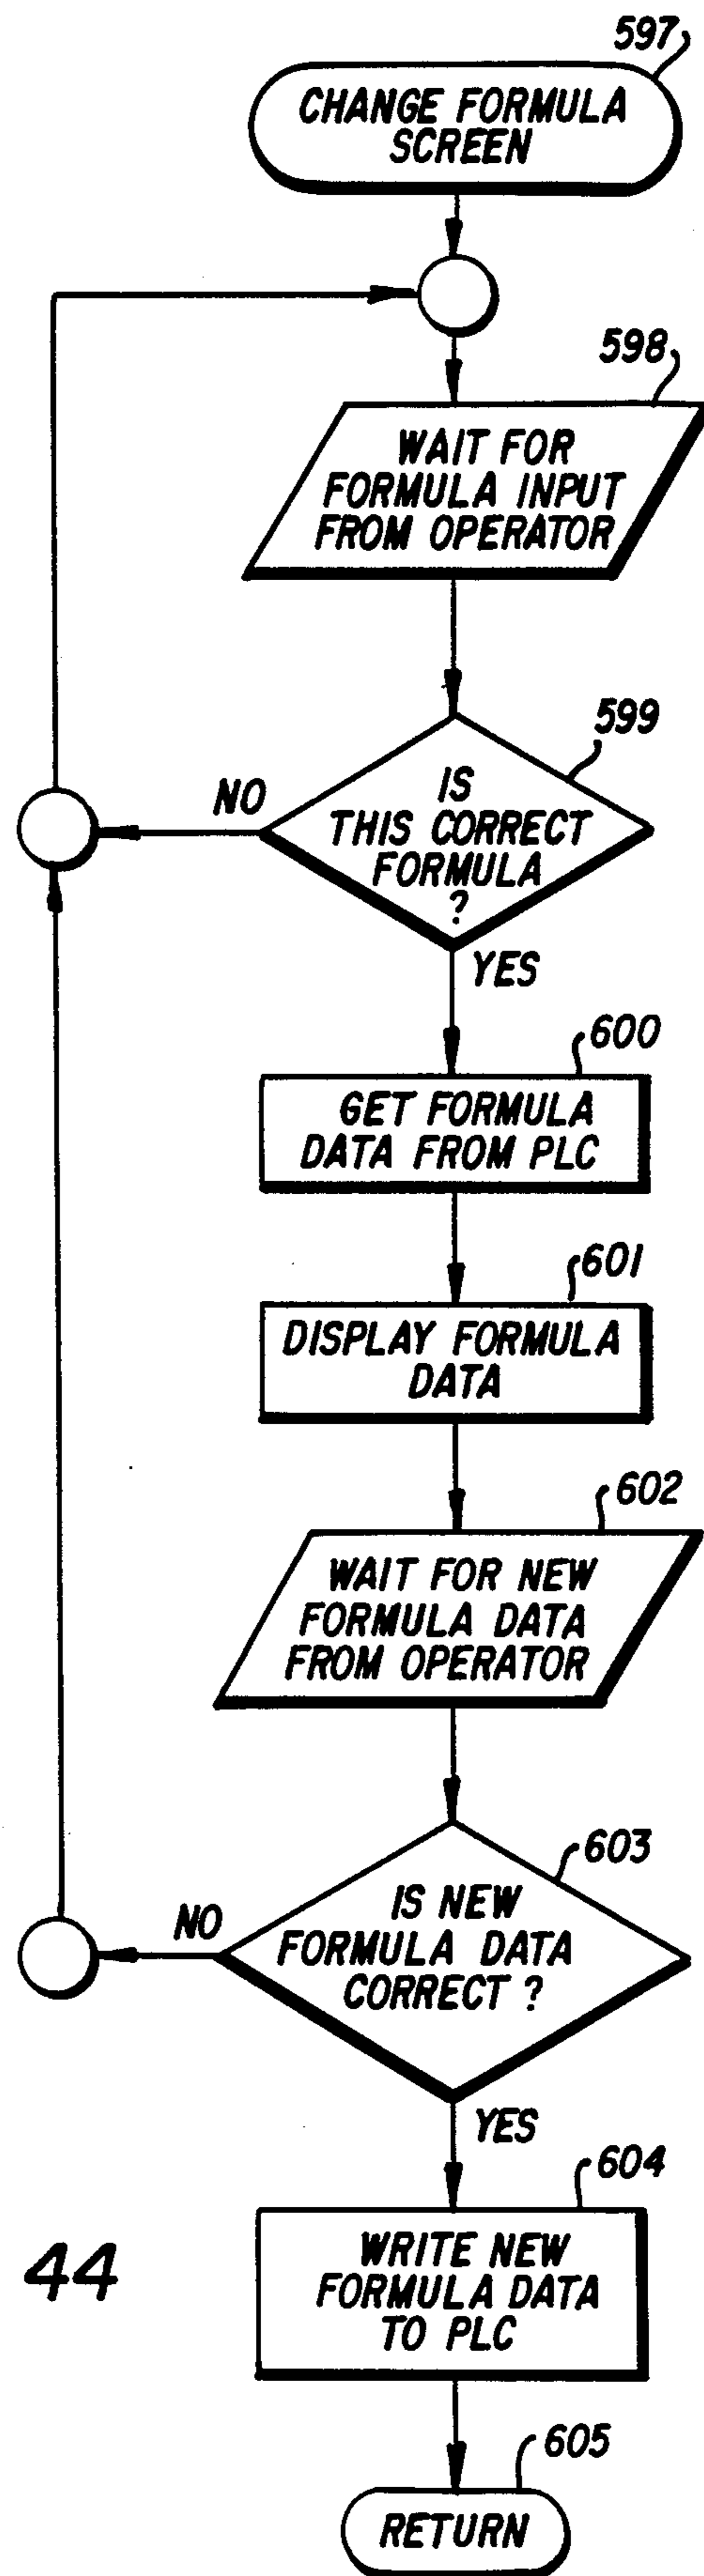 597
CHANGE FORMULA
SCREEN
598
WAIT FOR
FORMULA INPUT
FROM OPERATOR
599
IS
THIS CORRECT
FORMULA
?
NO
YES
600
GET FORMULA
DATA FROM PLC
601
DISPLAY FORMULA
DATA
602
WAIT FOR NEW
FORMULA DATA
FROM OPERATOR
603
IS NEW
FORMULA DATA
CORRECT ?
NO
YES
604
WRITE NEW
FORMULA DATA
TO PLC
44
605
RETURN